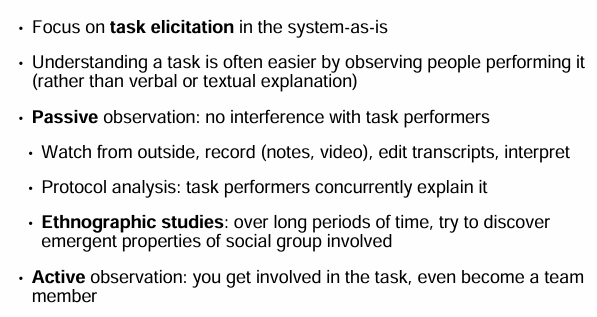 • Focus on task elicitation in the system-as-is
• Understanding a task is often easier by observing people performing it
(rather than verbal or textual explanation)
• Passive observation: no interference with task performers
• Watch from outside, record (notes, video), edit transcripts, interpret
• Protocol analysis: task performers concurrently explain it
• Ethnographic studies: over long periods of time, try to discover
emergent properties of social group involved
• Active observation: you get involved in the task, even become a team
member